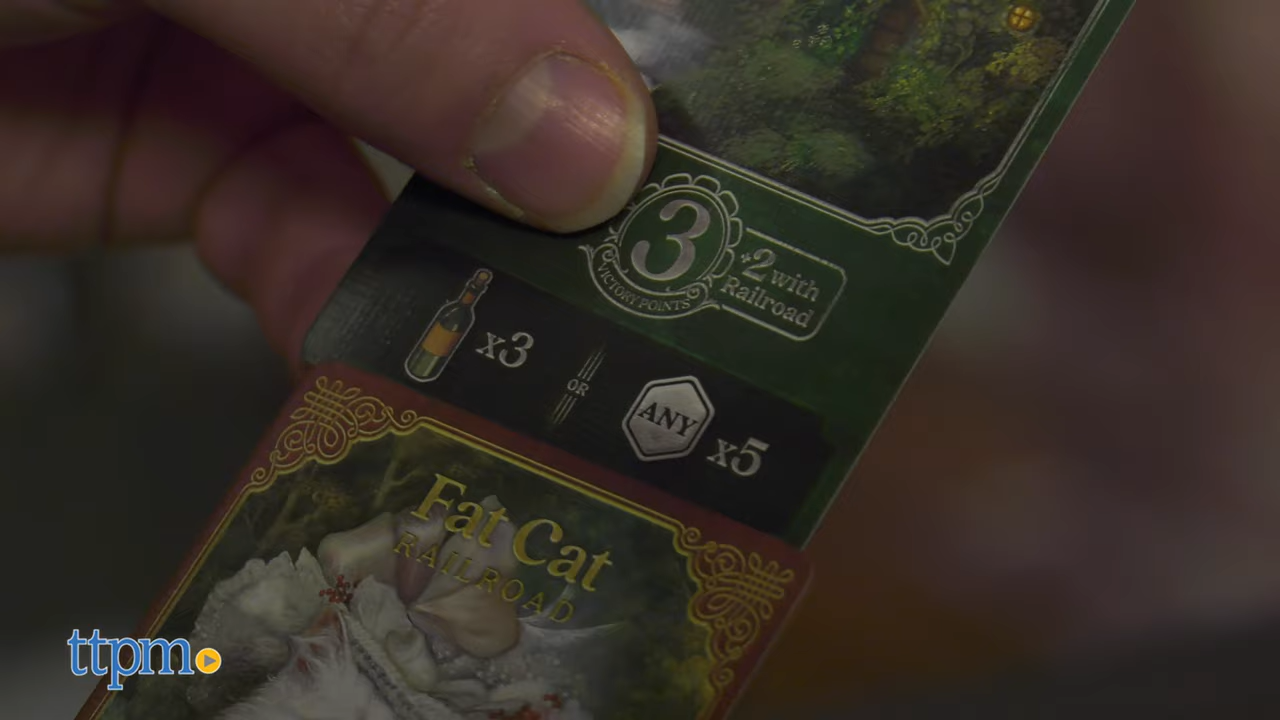 3
VICTORY POINTS
+2 with
Railroad
x3
OR
ANY
x5
Fat Cat
RAILROAD
ttpm